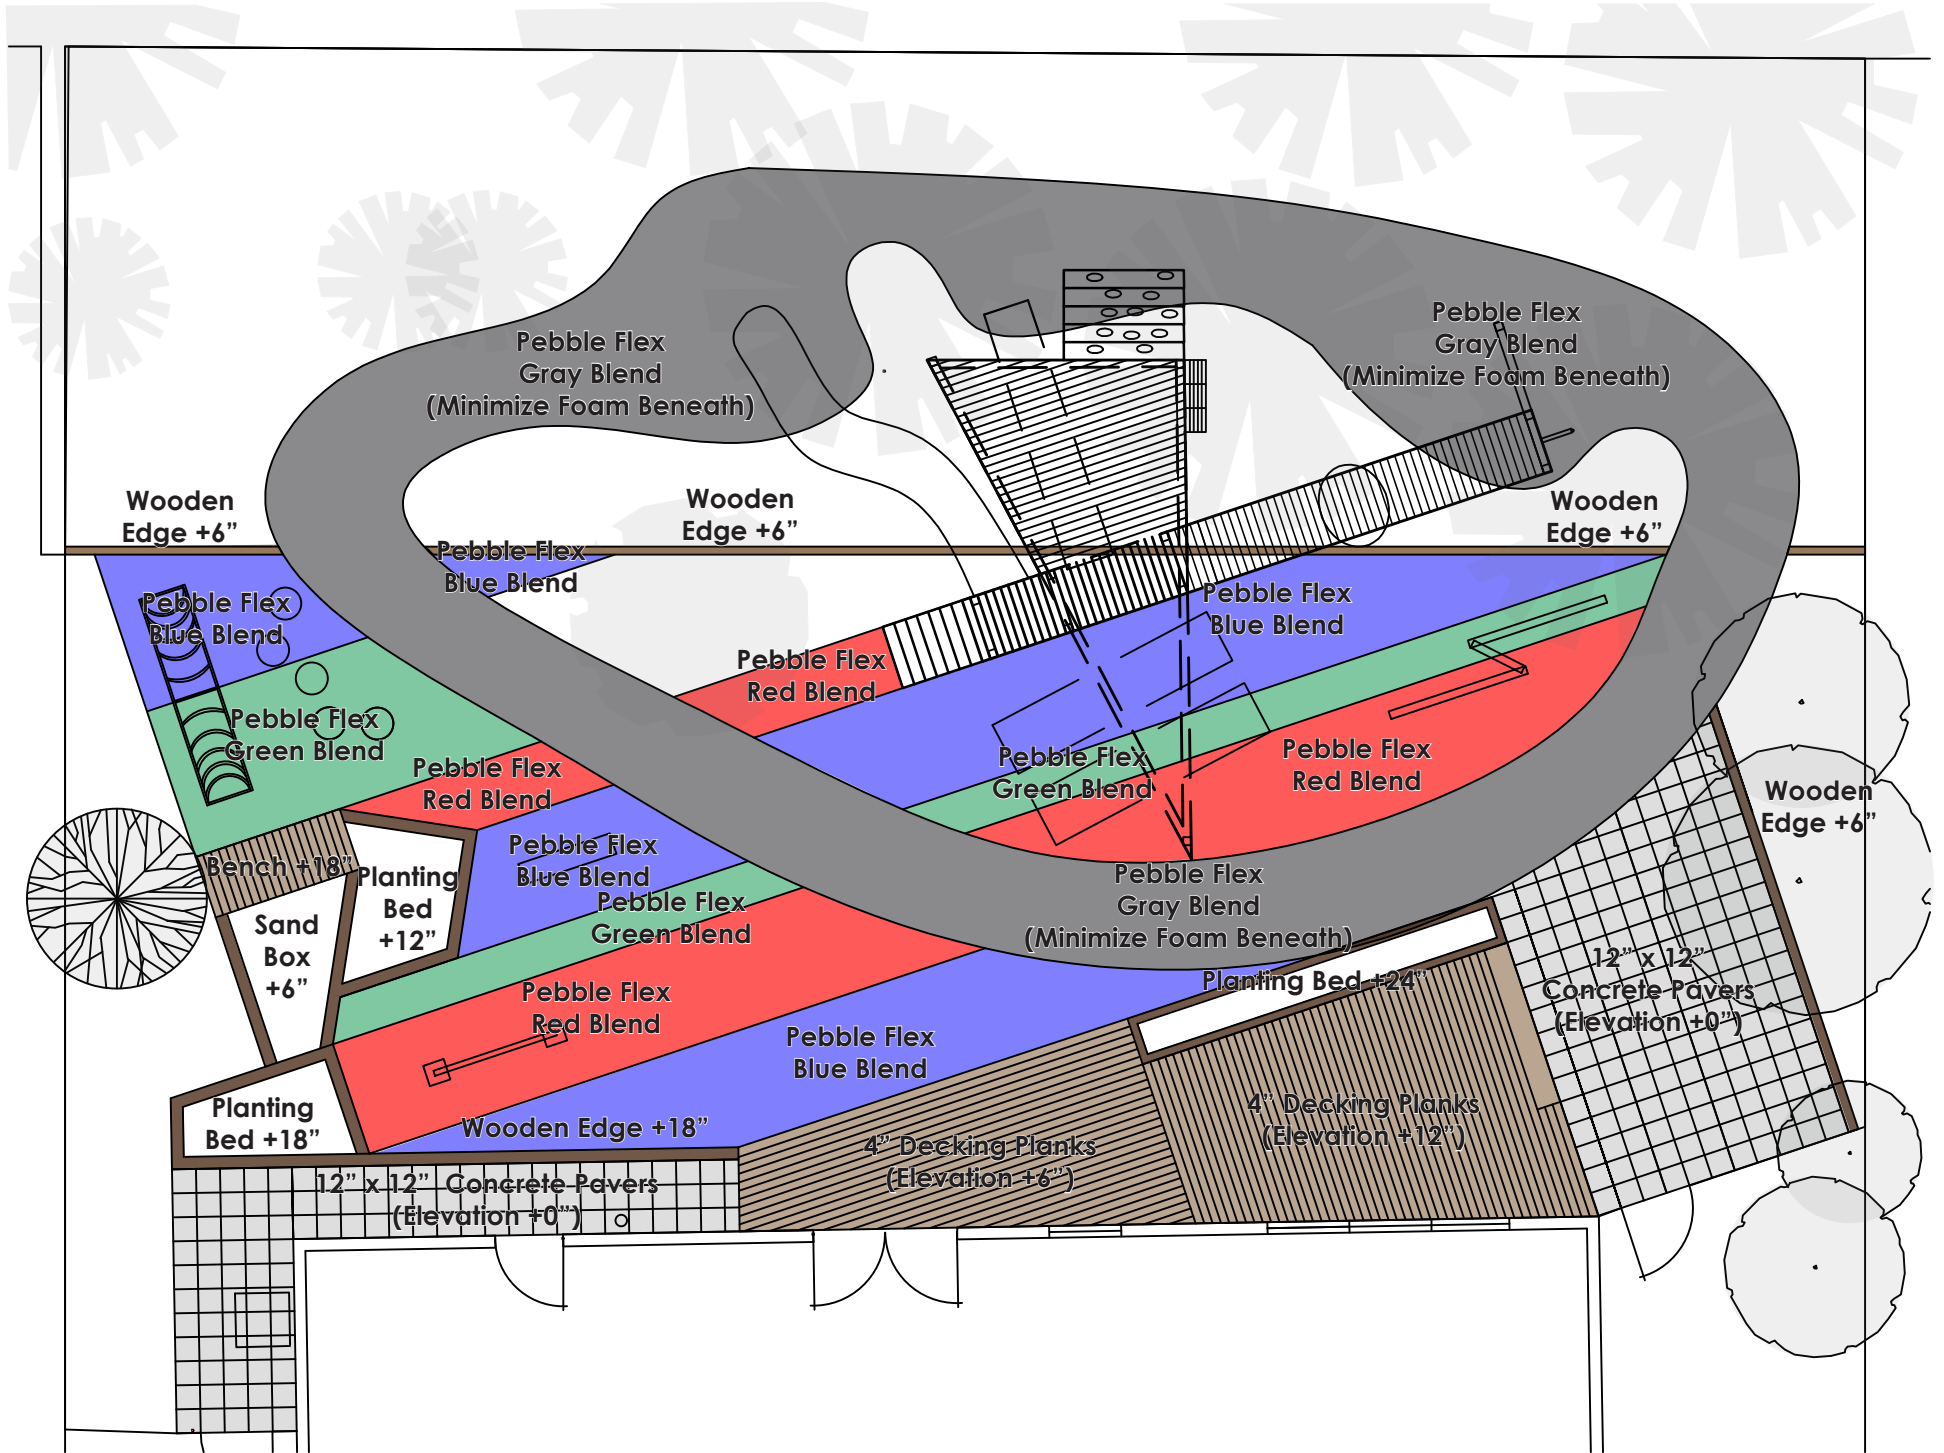 Pebble Flex
Gray Blend
(Minimize Foam Beneath)
Pebble Flex
Gray Blend
(Minimize Foam Beneath)
Wooden
Edge +6”
Wooden
Edge +6”
Wooden
Edge +6”
Pebble Flex
Blue Blend
Pebble Flex
Blue Blend
Pebble Flex
Blue Blend
Pebble Flex
Red Blend
Pebble Flex
Green Blend
Pebble Flex
Red Blend
Pebble Flex
Green Blend
Pebble Flex
Red Blend
Wooden
Edge +6”
Pebble Flex
Blue Blend
Bench +18”
Planting
Bed
+12”
Pebble Flex
Green Blend
Pebble Flex
Gray Blend
(Minimize Foam Beneath)
Sand
Box
+6”
Planting Bed +24”
12” x 12”
Concrete Pavers
(Elevation +0”)
Pebble Flex
Red Blend
Pebble Flex
Blue Blend
Planting
Bed +18”
Wooden Edge +18”
4” Decking Planks
(Elevation +6”)
4” Decking Planks
(Elevation +12”)
12” x 12” Concrete Pavers
(Elevation +0”)